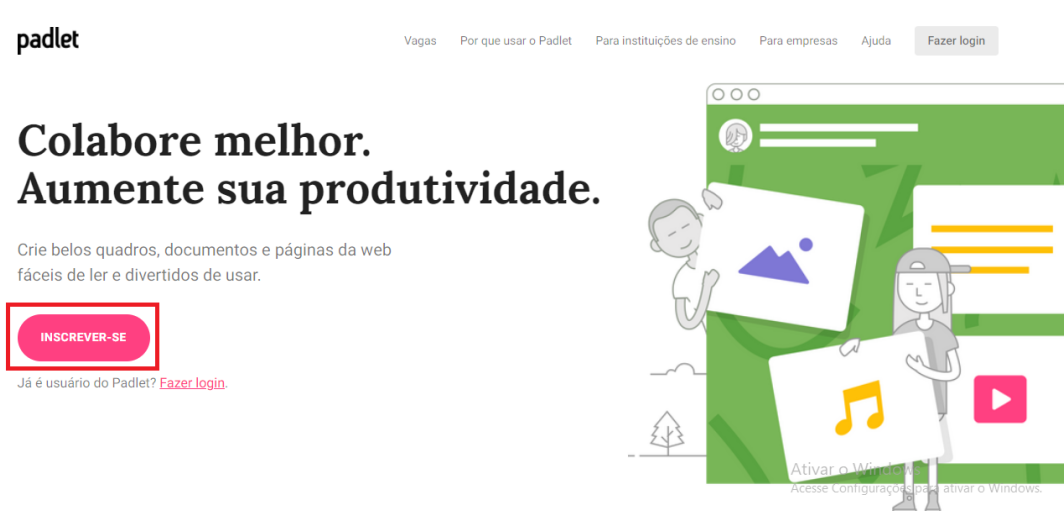 padlet
Vagas Por que usar o Padlet Para instituições de ensino Para empresas Ajuda Fazer login
Colabore melhor.
Aumente sua produtividade.
Crie belos quadros, documentos e páginas da web
fáceis de ler e divertidos de usar.
INSCREVER-SE
Já é usuário do Padlet? Fazer login.
Ativar o Windows
Acesse Configurações para ativar o Windows.